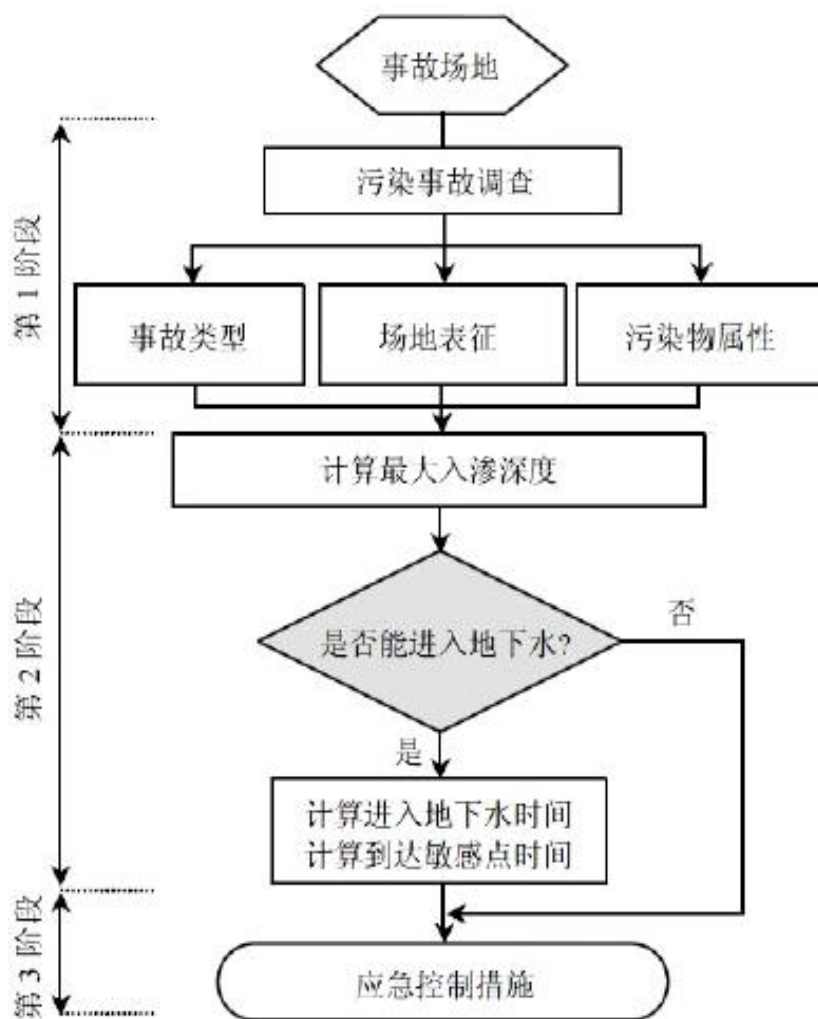 事故场地
污染事故调查
第 1 阶段
事故类型
场地表征
污染物属性
计算最大入渗深度
第 2 阶段
是否能进入地下水?
否
是
计算进入地下水时间
计算到达敏感点时间
第 3 阶段
应急控制措施